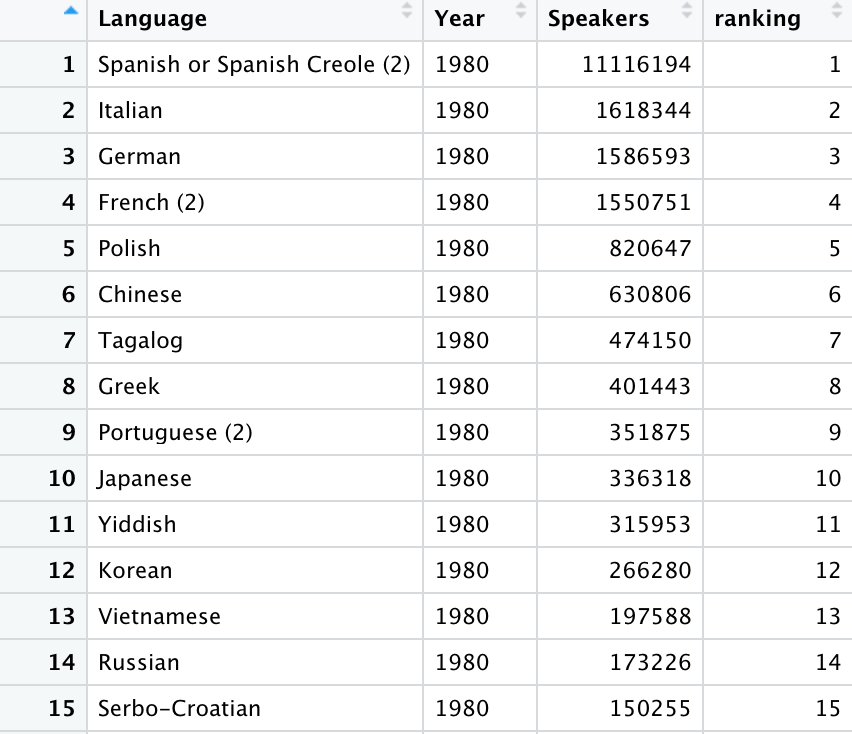 Language Year Speakers ranking
1 Spanish or Spanish Creole (2) 1980 11116194 1
2 Italian 1980 1618344 2
3 German 1980 1586593 3
4 French (2) 1980 1550751 4
5 Polish 1980 820647 5
6 Chinese 1980 630806 6
7 Tagalog 1980 474150 7
8 Greek 1980 401443 8
9 Portuguese (2) 1980 351875 9
10 Japanese 1980 336318 10
11 Yiddish 1980 315953 11
12 Korean 1980 266280 12
13 Vietnamese 1980 197588 13
14 Russian 1980 173226 14
15 Serbo-Croatian 1980 150255 15